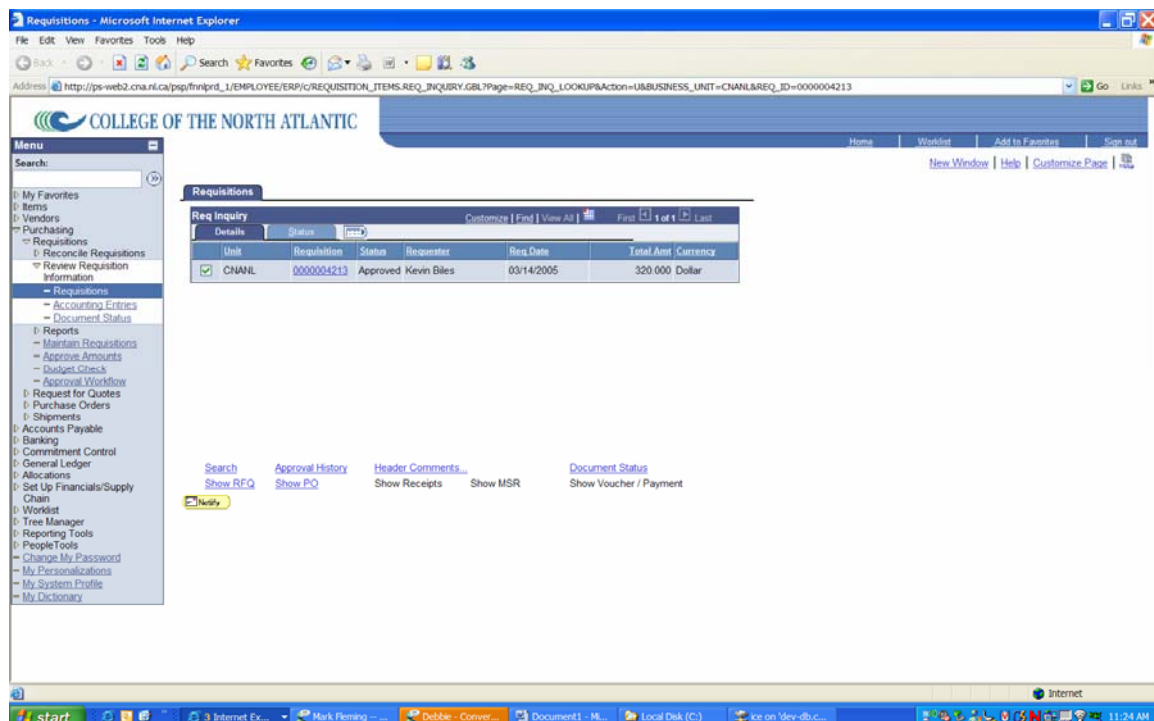 Requisitions - Microsoft Internet Explorer
File Edit View Favorites Tools Help
Back Search Favorites
Address http://ps-web2.cna.nl.ca/psp/fnnlprd_1/EMPLOYEE/ERP/c/REQUISITION_ITEMS.REQ_INQUIRY.GBL?Page=REQ_INQ_LOOKUP&Action=U&BUSINESS_UNIT=CNANL&REQ_ID=0000004213 Go Links
COLLEGE OF THE NORTH ATLANTIC
Home Worklist Add to Favorites Sign out
New Window | Help | Customize Page |
Menu
Search:
My Favorites
Items
Vendors
Purchasing
Requisitions
Reconcile Requisitions
Review Requisition
Information
Requisitions
Accounting Entries
Document Status
Reports
Maintain Requisitions
Approve Amounts
Budget Check
Approval Workflow
Request for Quotes
Purchase Orders
Shipments
Accounts Payable
Banking
Commitment Control
General Ledger
Allocations
Set Up Financials/Supply
Chain
Worklist
Tree Manager
Reporting Tools
PeopleTools
Change My Password
My Personalizations
My System Profile
My Dictionary
Requisitions
Req Inquiry Customize | Find | View All | First 1 of 1 Last
Details Status
Unit Requisition Status Requester Req Date Total Amt Currency
CNANL 0000004213 Approved Kevin Biles 03/14/2005 320.000 Dollar
Search Approval History Header Comments... Document Status
Show RFQ Show PO Show Receipts Show MSR Show Voucher / Payment
Notify
Internet
start 3 Internet Ex... Mark Fleming -- ... Debbie - Conver... Document1 - Mi... Local Disk (C:) ice on 'dev-db.c... 11:24 AM